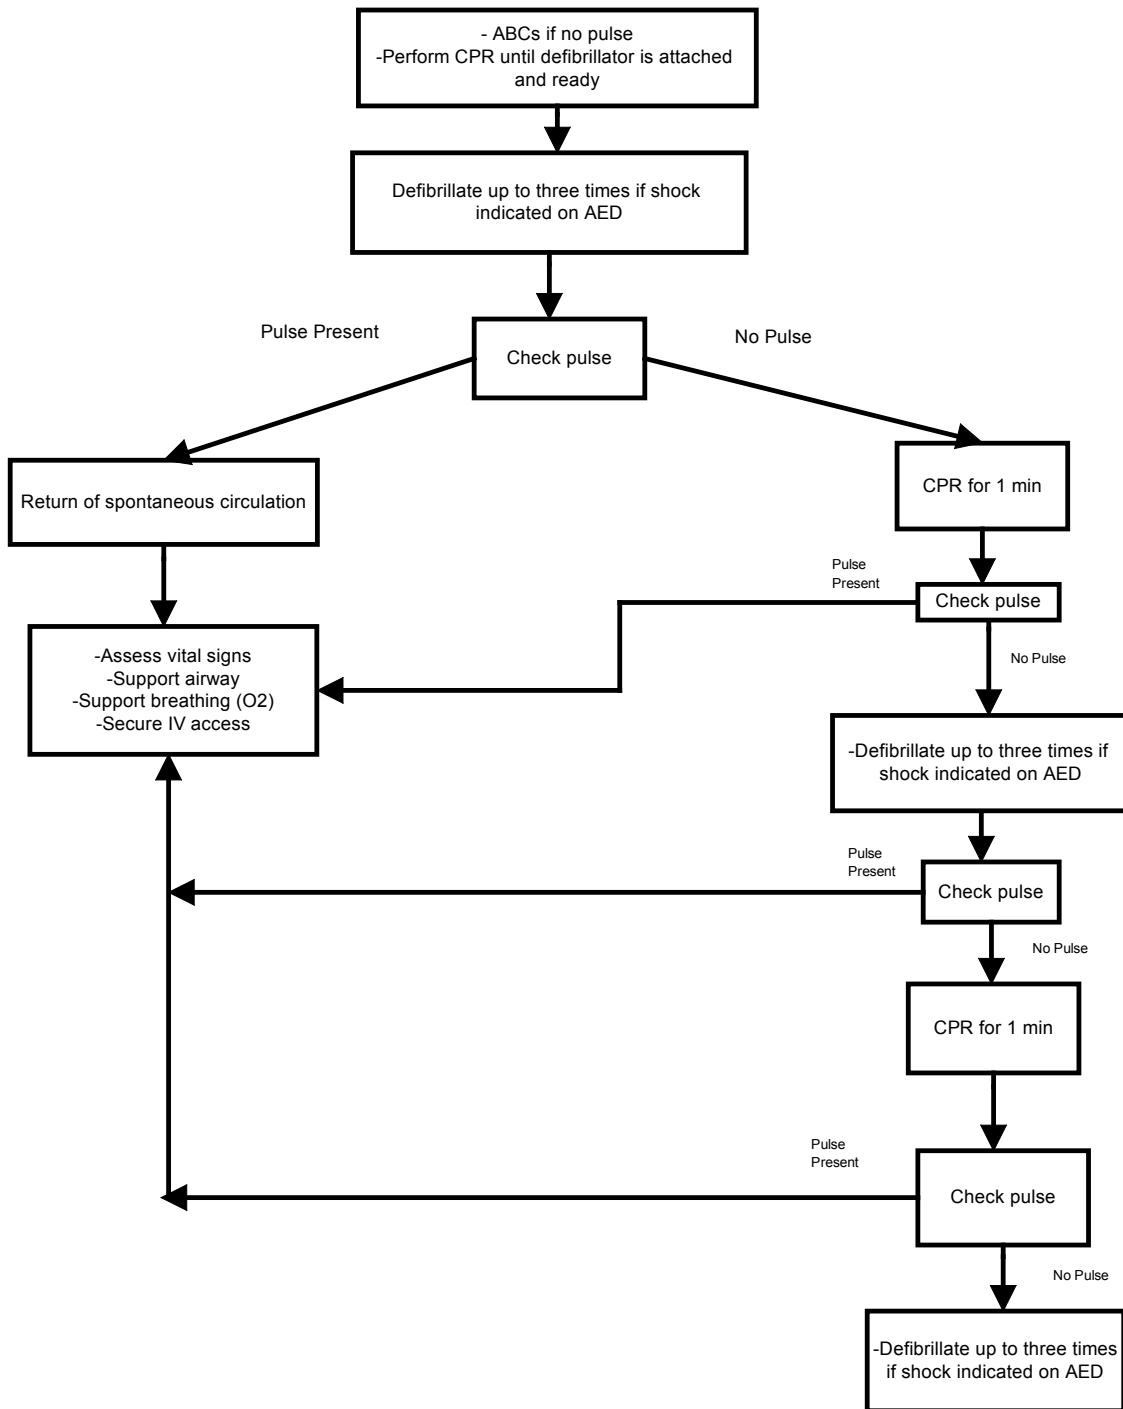 - ABCs if no pulse
-Perform CPR until defibrillator is attached
and ready
Defibrillate up to three times if shock
indicated on AED
Pulse Present
No Pulse
Check pulse
Return of spontaneous circulation
CPR for 1 min
Pulse
Present
Check pulse
No Pulse
-Assess vital signs
-Support airway
-Support breathing (O2)
-Secure IV access
-Defibrillate up to three times if
shock indicated on AED
Pulse
Present
Check pulse
No Pulse
CPR for 1 min
Pulse
Present
Check pulse
No Pulse
-Defibrillate up to three times
if shock indicated on AED